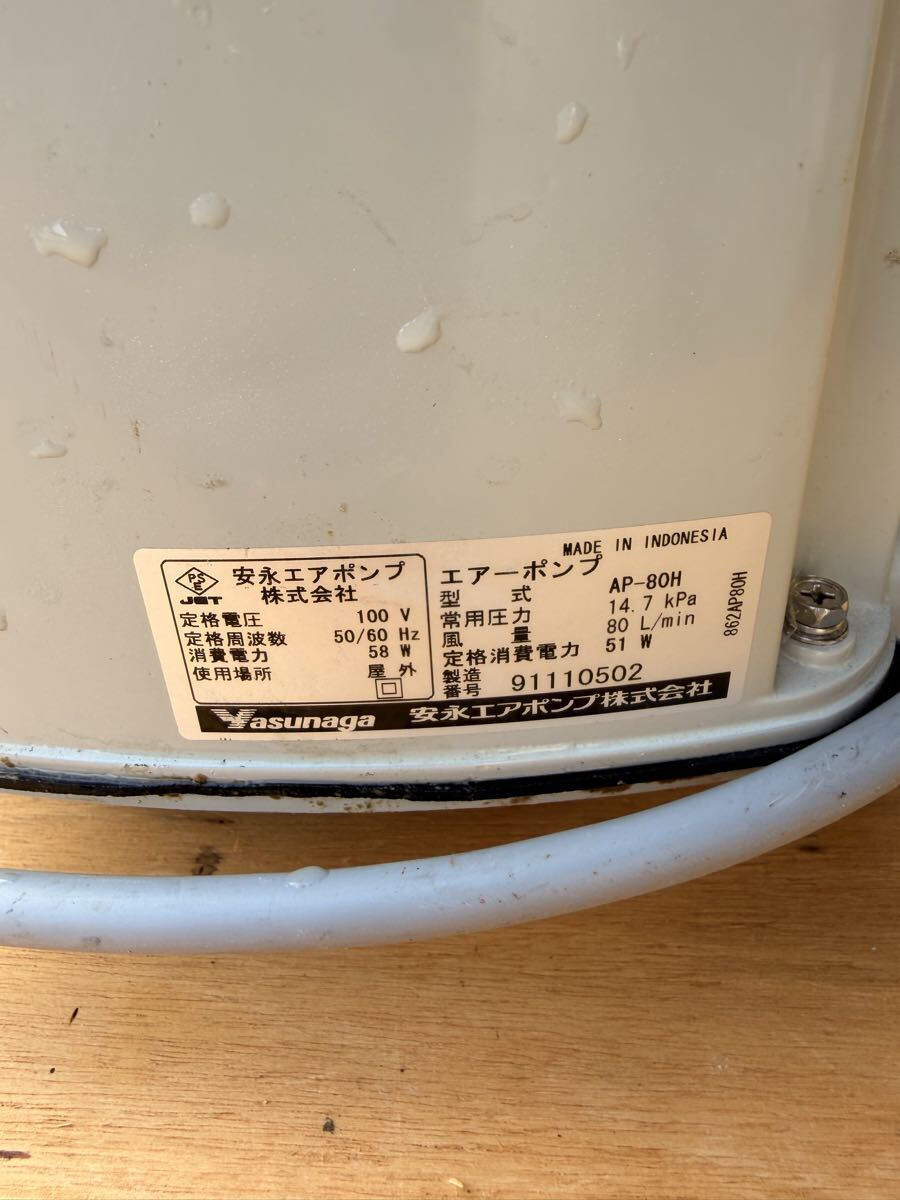 PSE
JET
安永エアポンプ
株式会社
定格電圧 100 V
定格周波数 50/60 Hz
消費電力 58 W
使用場所 屋外
MADE IN INDONESIA
エアーポンプ
型式 AP-80H
常用圧力 14.7 kPa
風量 80 L/min
定格消費電力 51 W
製造番号 91110502
862AP80H
Yasunaga 安永エアポンプ株式会社